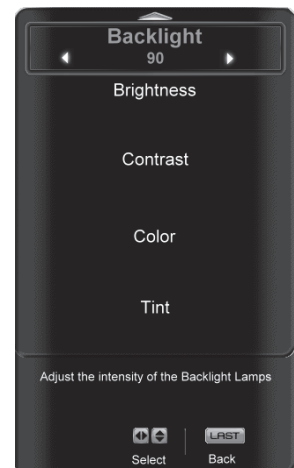 Backlight
90
Brightness
Contrast
Color
Tint
Adjust the intensity of the Backlight Lamps
LAST
Select
Back